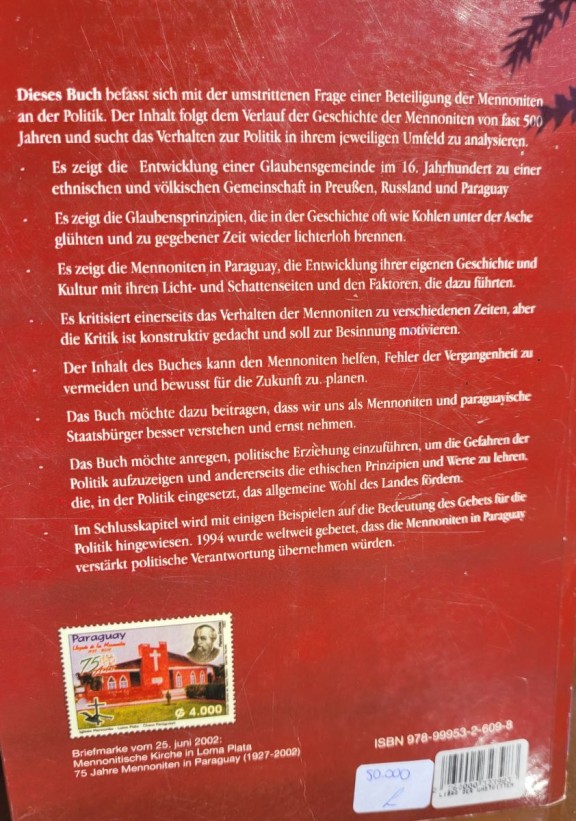 Dieses Buch befasst sich mit der umstrittenen Frage einer Beteiligung der Mennoniten
an der Politik. Der Inhalt folgt dem Verlauf der Geschichte der Mennoniten von fast 500
Jahren und sucht das Verhalten zur Politik in ihrem jeweiligen Umfeld zu analysieren.
Es zeigt die Entwicklung einer Glaubensgemeinde im 16. Jahrhundert zu einer
ethnischen und völkischen Gemeinschaft in Preußen, Russland und Paraguay
Es zeigt die Glaubensprinzipien, die in der Geschichte oft wie Kohlen unter der Asche
glühten und zu gegebener Zeit wieder lichterloh brennen.
Es zeigt die Mennoniten in Paraguay, die Entwicklung ihrer eigenen Geschichte und
Kultur mit ihren Licht- und Schattenseiten und den Faktoren, die dazu führten.
Es kritisiert einerseits das Verhalten der Mennoniten zu verschiedenen Zeiten, aber
die Kritik ist konstruktiv gedacht und soll zur Besinnung motivieren.
Der Inhalt des Buches kann den Mennoniten helfen, Fehler der Vergangenheit zu
vermeiden und bewusst für die Zukunft zu planen.
Das Buch möchte dazu beitragen, dass wir uns als Mennoniten und paraguayische
Staatsbürger besser verstehen und ernst nehmen.
Das Buch möchte anregen, politische Erziehung einzuführen, um die Gefahren der
Politik aufzuzeigen und andererseits die ethischen Prinzipien und Werte zu lehren,
die, in der Politik eingesetzt, das allgemeine Wohl des Landes fördern.
Im Schlusskapitel wird mit einigen Beispielen auf die Bedeutung des Gebets für die
Politik hingewiesen. 1994 wurde weltweit gebetet, dass die Mennoniten in Paraguay
verstärkt politische Verantwortung übernehmen würden.
Paraguay
75
₲ 4.000
Briefmarke vom 25. juni 2002:
Mennonitische Kirche in Loma Plata
75 Jahre Mennoniten in Paraguay (1927-2002)
ISBN 978-99953-2-609-8
50.000